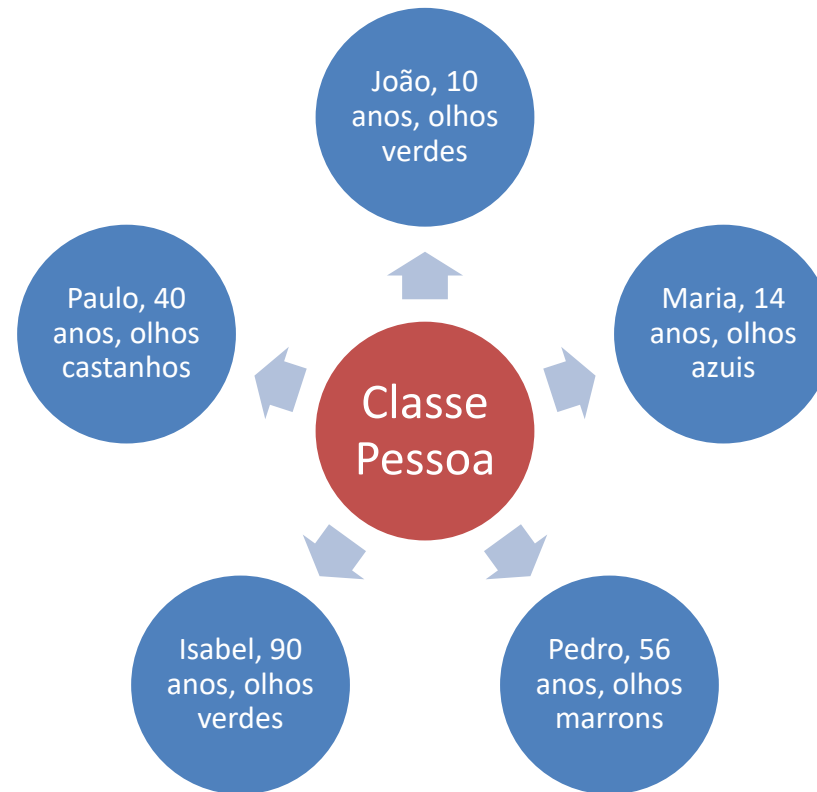 João, 10
anos, olhos
verdes
Paulo, 40
anos, olhos
castanhos
Maria, 14
anos, olhos
azuis
Classe
Pessoa
Isabel, 90
anos, olhos
verdes
Pedro, 56
anos, olhos
marrons